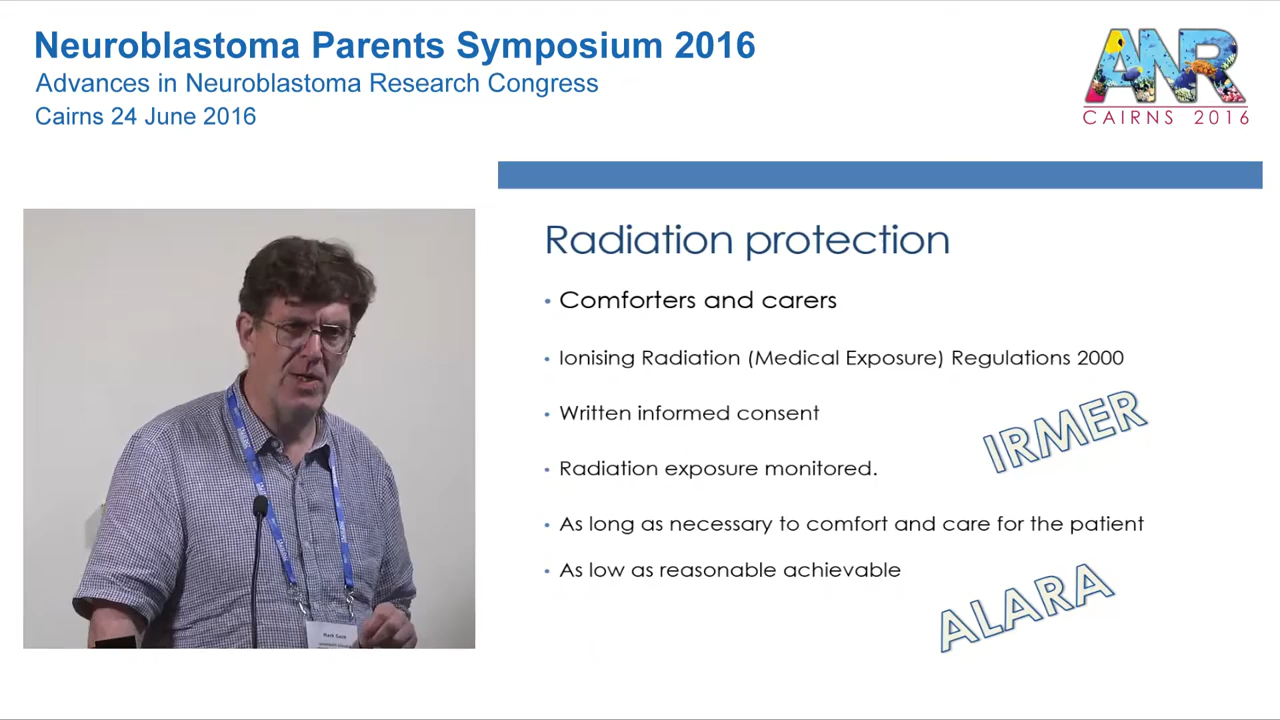 Neuroblastoma Parents Symposium 2016
Advances in Neuroblastoma Research Congress
Cairns 24 June 2016
ANR
CAIRNS 2016
Radiation protection
• Comforters and carers
• Ionising Radiation (Medical Exposure) Regulations 2000
• Written informed consent
IRMER
• Radiation exposure monitored.
• As long as necessary to comfort and care for the patient
• As low as reasonable achievable
ALARA
Mark Gaze